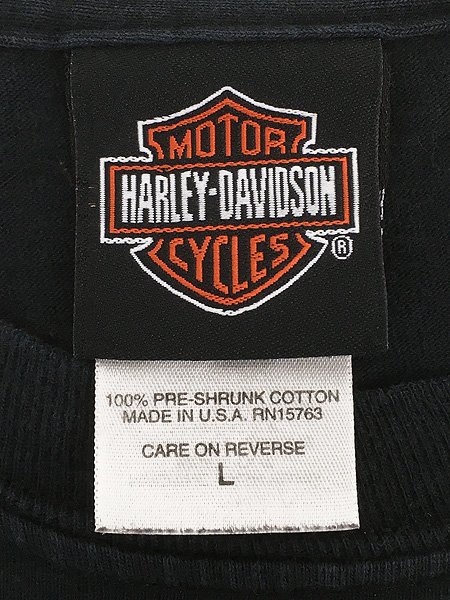 MOTOR
HARLEY-DAVIDSON
CYCLES
®
100% PRE-SHRUNK COTTON
MADE IN U.S.A. RN15763
CARE ON REVERSE
L